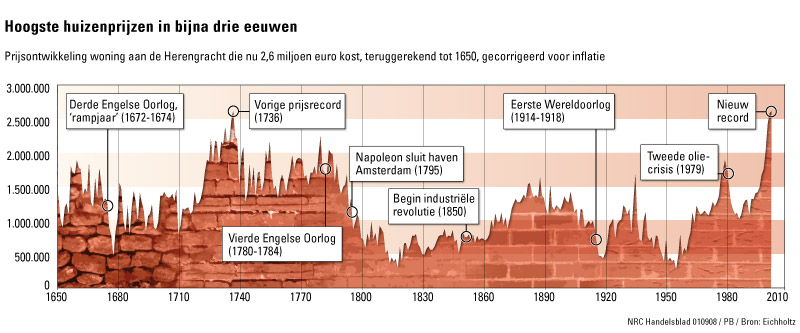 Hoogste huizenprijzen in bijna drie eeuwen
Prijsontwikkeling woning aan de Herengracht die nu 2,6 miljoen euro kost, teruggerekend tot 1650, gecorrigeerd voor inflatie
3.000.000
2.500.000
2.000.000
1.500.000
1.000.000
500.000
0
Derde Engelse Oorlog,
‘rampjaar’ (1672-1674)
Vorige prijsrecord
(1736)
Vierde Engelse Oorlog
(1780-1784)
Napoleon sluit haven
Amsterdam (1795)
Begin industriële
revolutie (1850)
Eerste Wereldoorlog
(1914-1918)
Tweede olie-
crisis (1979)
Nieuw
record
1650 1680 1710 1740 1770 1800 1830 1860 1890 1920 1950 1980 2010
NRC Handelsblad 010908 / PB / Bron: Eichholtz